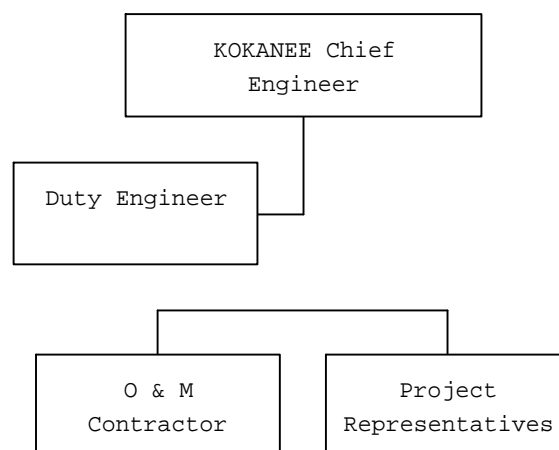 KOKANEE Chief
Engineer
Duty Engineer
O & M
Contractor
Project
Representatives